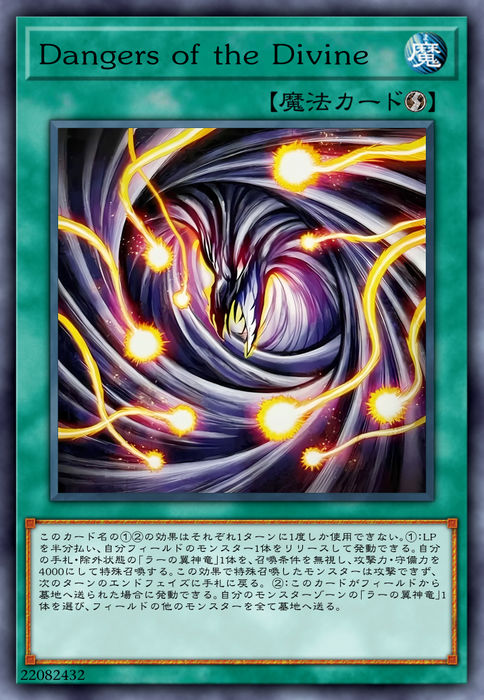 Dangers of the Divine
魔
【魔法カード】
このカード名の①②の効果はそれぞれ1ターンに1度しか使用できない。①:LP
を半分払い、自分フィールドのモンスター1体をリリースして発動できる。自分
の手札・除外状態の「ラーの翼神竜」1体を、召喚条件を無視し、攻撃力・守備力を
4000にして特殊召喚する。この効果で特殊召喚したモンスターは攻撃できず、
次のターンのエンドフェイズに手札に戻る。②:このカードがフィールドから
墓地へ送られた場合に発動できる。自分のモンスターゾーンの「ラーの翼神竜」1
体を選び、フィールドの他のモンスターを全て墓地へ送る。
22082432